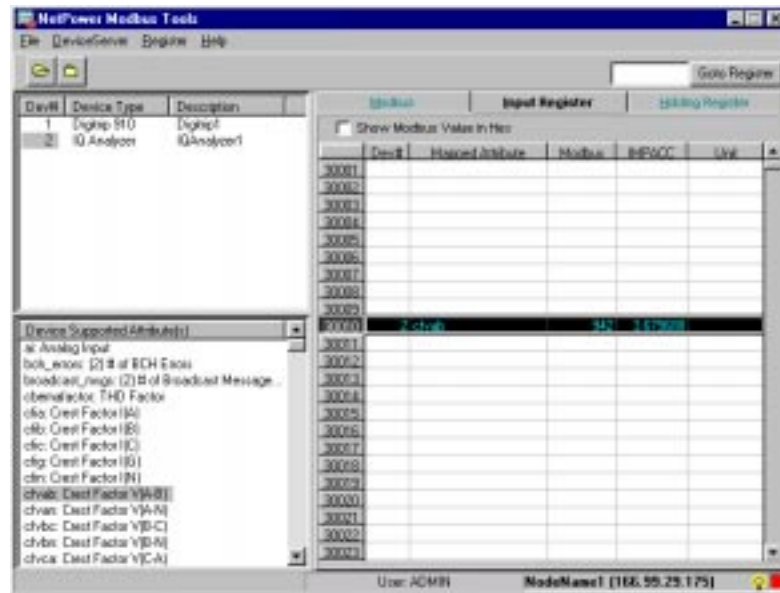 NetPower Modbus Tools
File DeviceServer Register Help
Goto Register
Dev# Device Type Description
1 Digitrip 910 Digitrip1
2 IQ Analyzer IQAnalyzer1
Modbus Input Register Holding Register
Show Modbus Value in Hex
Dev# Mapped Attribute Modbus IMPACC Unit
30001
30002
30003
30004
30005
30006
30007
30008
30009
30010 2 cfvab 942
30011
30012
30013
30014
30015
30016
30017
30018
30019
30020
30021
30022
30023
Device Supported Attribute(s)
ai: Analog Input
bch_errors: (2) # of BCH Errors
broadcast_msgs: (2) # of Broadcast Message...
cbemafactor: THD Factor
cfia: Crest Factor I(A)
cfib: Crest Factor I(B)
cfic: Crest Factor I(C)
cfig: Crest Factor I(G)
cfin: Crest Factor I(N)
cfvab: Crest Factor V(A-B)
cfvan: Crest Factor V(A-N)
cfvbc: Crest Factor V(B-C)
cfvbn: Crest Factor V(B-N)
cfvca: Crest Factor V(C-A)
User: ADMIN NodeName1 (166.99.29.175)